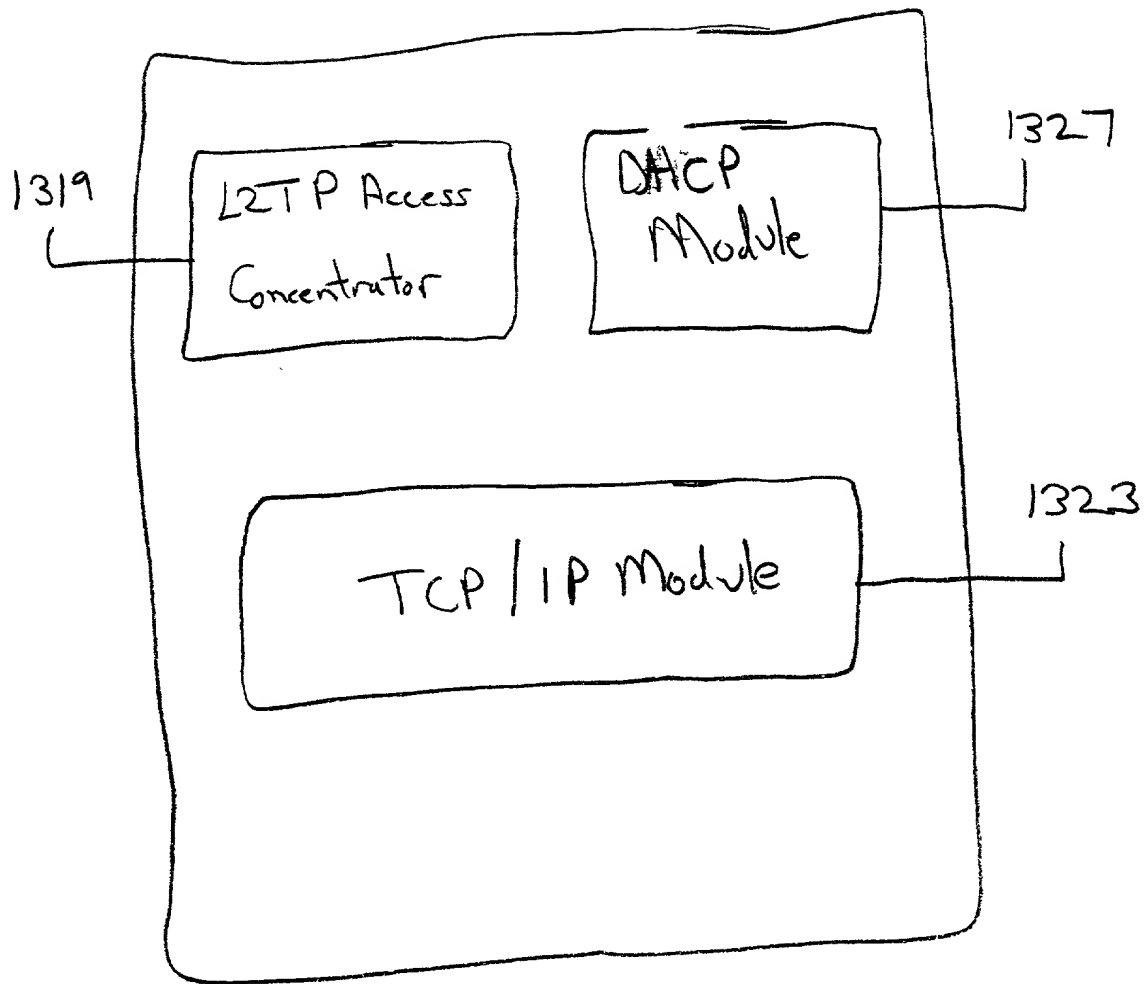 1327
1319
L2TP Access
Concentrator
DHCP
Module
1323
TCP/IP Module